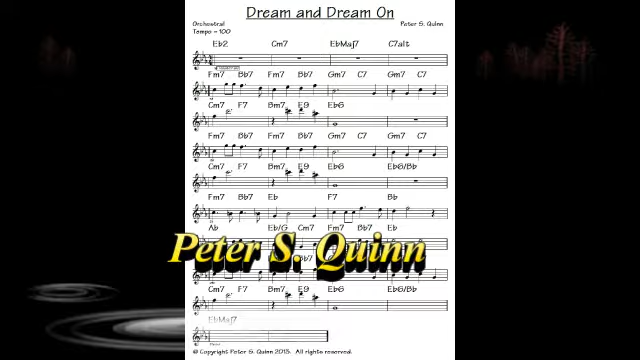 Dream and Dream On
Orchestral
Peter S. Quinn
Tempo = 100
Eb2 Cm7 EbMaj7 C7alt
Fm7 Bb7 Fm7 Bb7 Gm7 C7 Gm7 C7
Cm7 F7 Bm7 E9 Eb6
Fm7 Bb7 Fm7 Bb7 Gm7 C7 Gm7 C7
Cm7 F7 Bm7 E9 Eb6 Eb6/Bb
Fm7 Bb7 Eb Cm7 F7 Bb
Ab Eb/G Cm7 Fm7 Bb7 Eb
Peter S. Quinn
Cm7 F7 Bm7 E9 Eb6 Eb6/Bb
EbMaj7
© Copyright Peter S. Quinn 2015. All rights reserved.